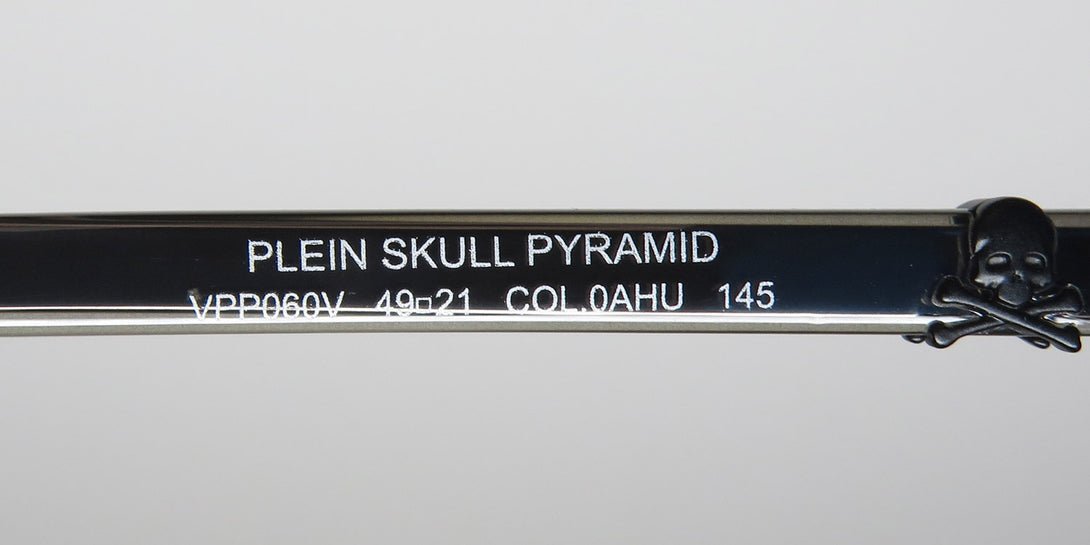 PLEIN SKULL PYRAMID
VPP060V 49□21 COL.0AHU 145